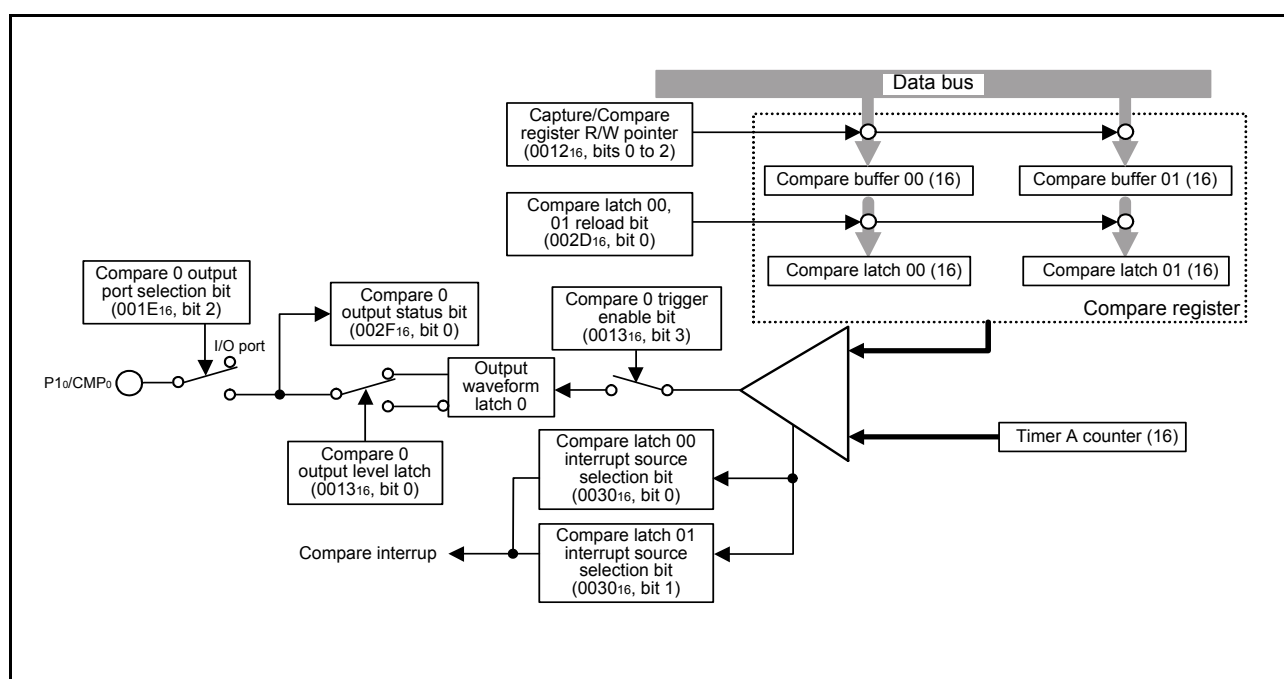 Data bus
Capture/Compare
register R/W pointer
(0012₁₆, bits 0 to 2)
Compare buffer 00 (16)
Compare buffer 01 (16)
Compare latch 00,
01 reload bit
(002D₁₆, bit 0)
Compare latch 00 (16)
Compare latch 01 (16)
Compare register
Compare 0 output
port selection bit
(001E₁₆, bit 2)
Compare 0
output status bit
(002F₁₆, bit 0)
Compare 0 trigger
enable bit
(0013₁₆, bit 3)
I/O port
P1₀/CMP₀
Output
waveform
latch 0
Compare 0
output level latch
(0013₁₆, bit 0)
Compare latch 00
interrupt source
selection bit
(0030₁₆, bit 0)
Timer A counter (16)
Compare latch 01
interrupt source
selection bit
(0030₁₆, bit 1)
Compare interrup